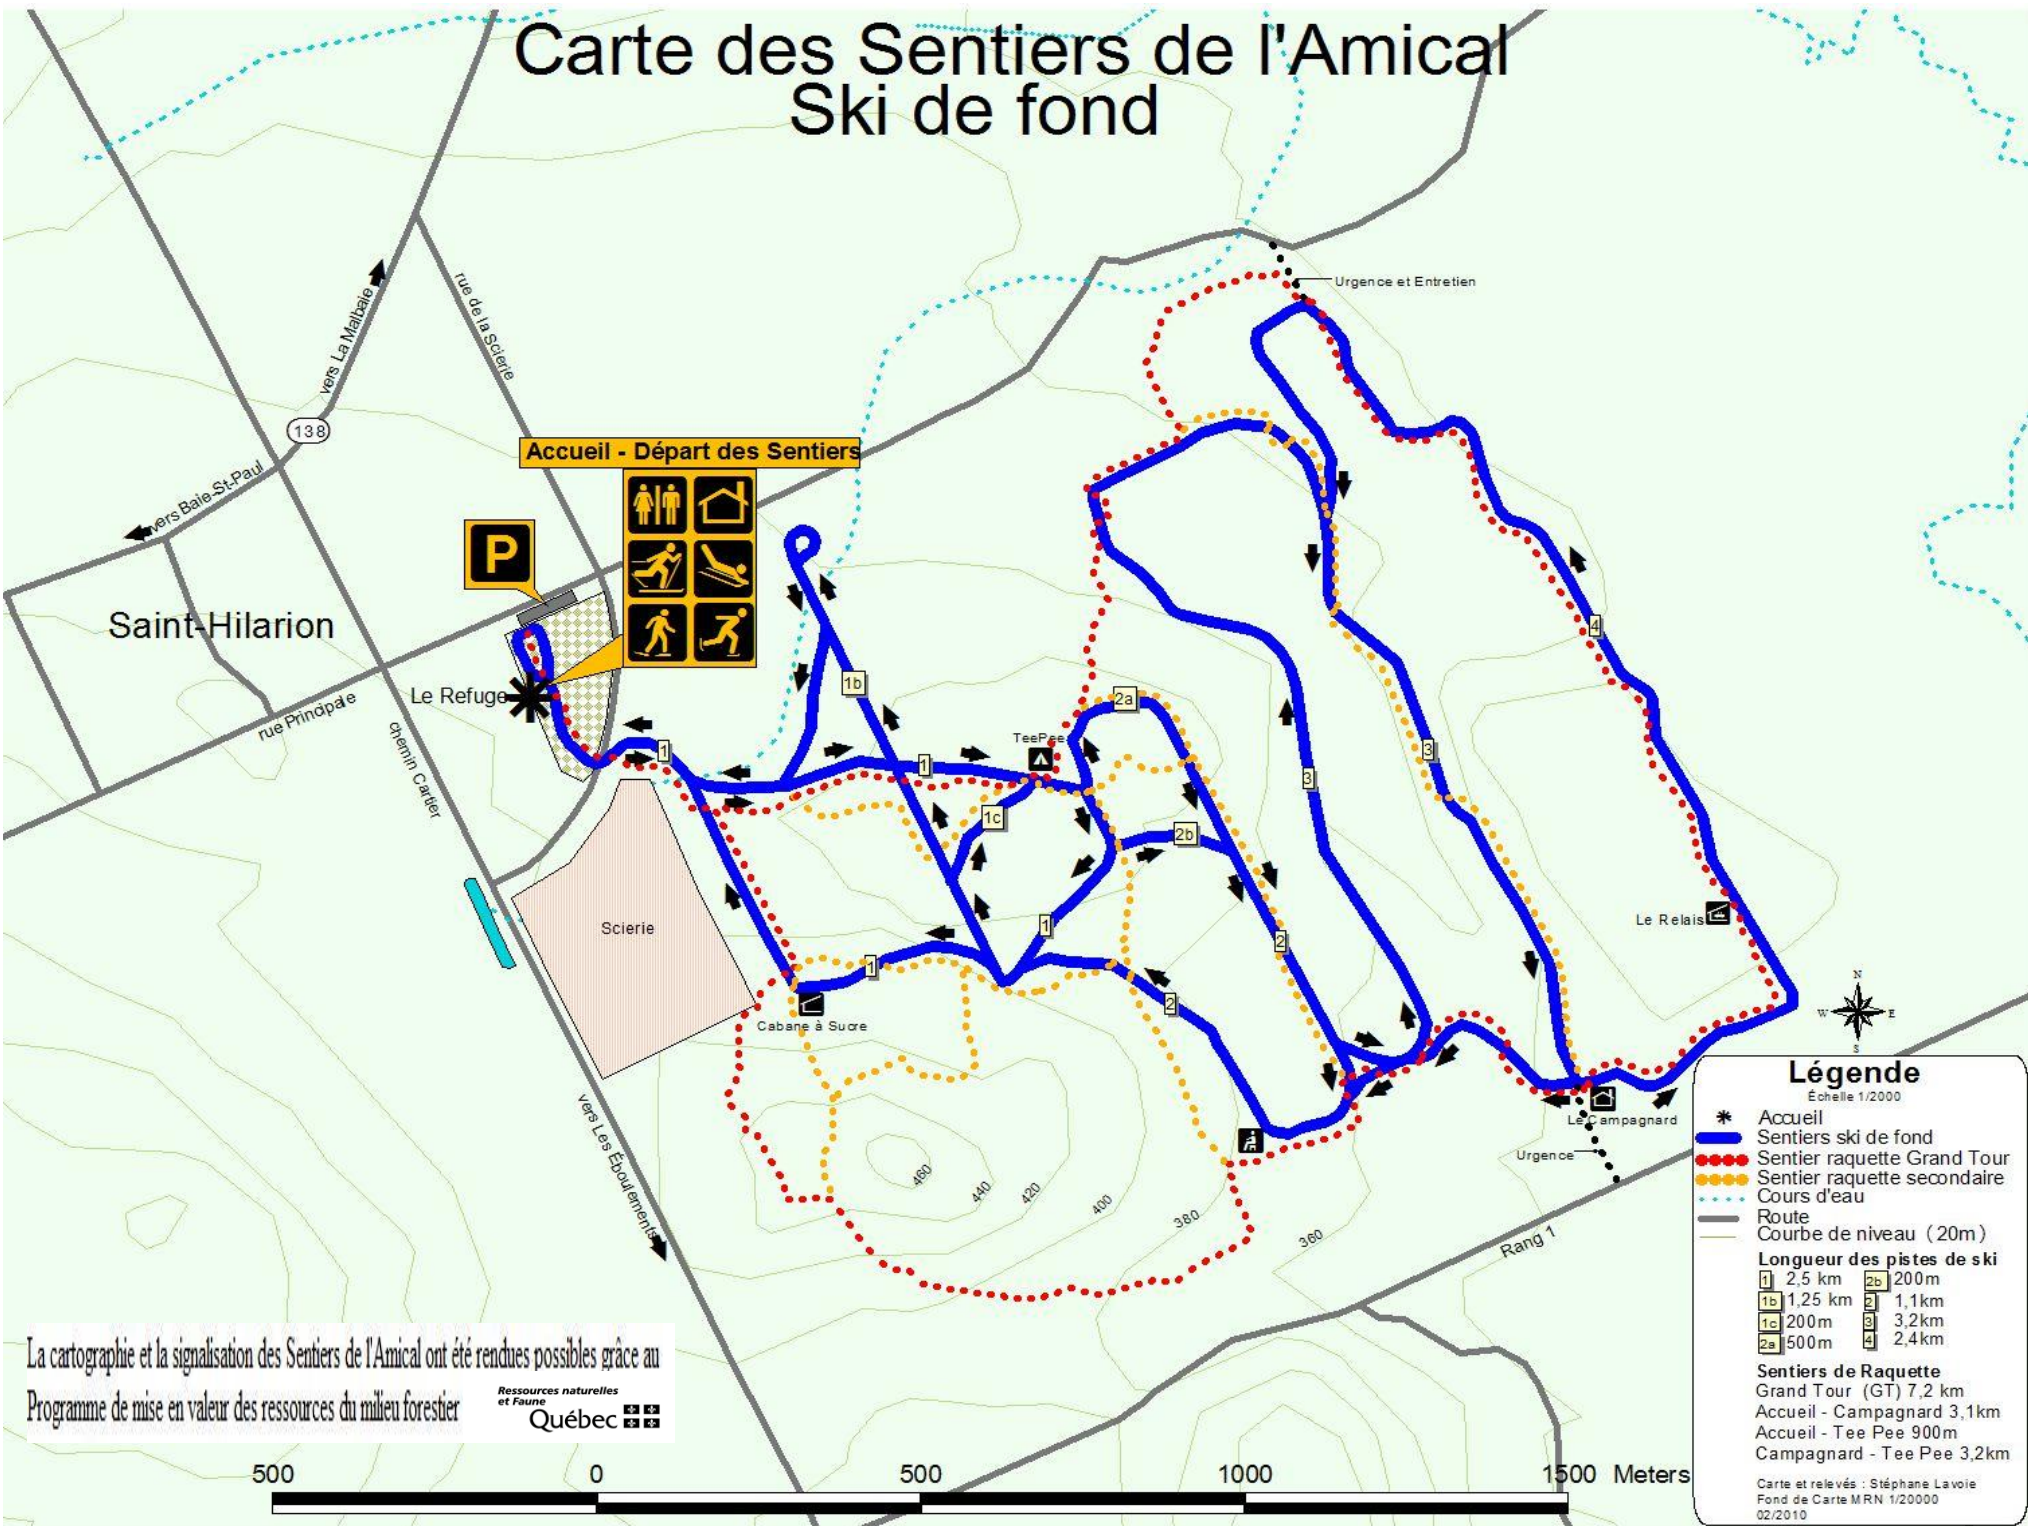 Carte des Sentiers de l'Amical
Ski de fond
Urgence et Entretien
rue de la Scierie
vers La Malbaie
138
vers Baie-St-Paul
Accueil - Départ des Sentiers
P
Saint-Hilarion
Le Refuge
rue Principale
chemin Cartier
1b
2a
TeePee
1
1
1c
2b
3
3
4
Scierie
1
1
2
2
Le Relais
Cabane à Sucre
Le Campagnard
Urgence
vers Les Éboulements
460
440
420
400
380
360
Rang 1
N
W
E
S
Légende
Échelle 1/2000
Accueil
Sentiers ski de fond
Sentier raquette Grand Tour
Sentier raquette secondaire
Cours d'eau
Route
Courbe de niveau (20m)
Longueur des pistes de ski
1 2,5 km 2b 200m
1b 1,25 km 2 1,1km
1c 200m 3 3,2km
2a 500m 4 2,4km
Sentiers de Raquette
Grand Tour (GT) 7,2 km
Accueil - Campagnard 3,1km
Accueil - Tee Pee 900m
Campagnard - Tee Pee 3,2km
Carte et relevés : Stéphane Lavoie
Fond de Carte MRN 1/20000
02/2010
La cartographie et la signalisation des Sentiers de l'Amical ont été rendues possibles grâce au
Programme de mise en valeur des ressources du milieu forestier
Ressources naturelles
et Faune
Québec
500 0 500 1000 1500 Meters